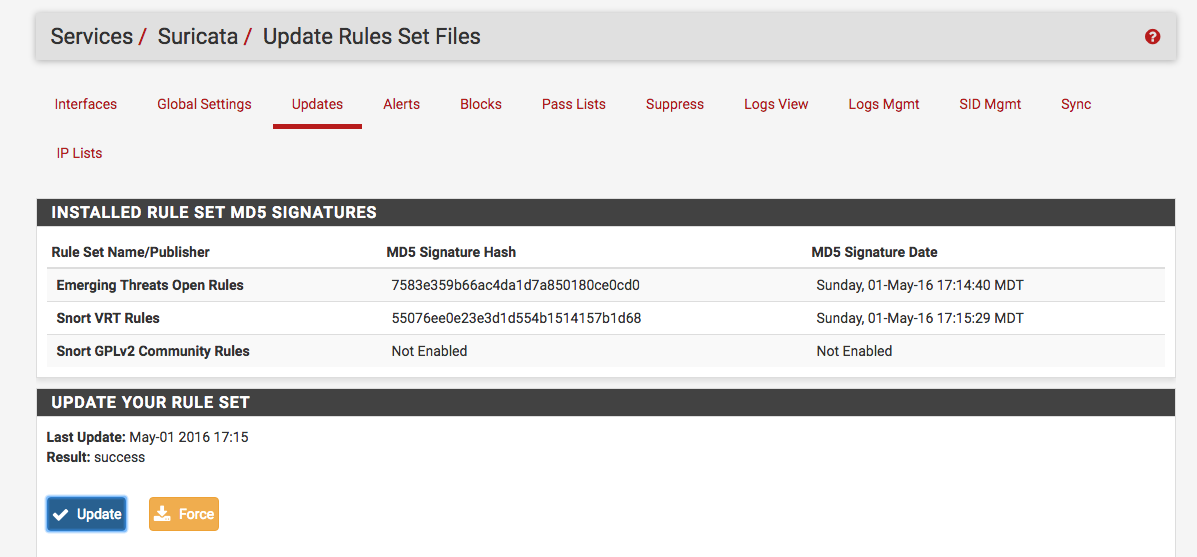 Services / Suricata / Update Rules Set Files
?
Interfaces Global Settings Updates Alerts Blocks Pass Lists Suppress Logs View Logs Mgmt SID Mgmt Sync
IP Lists
INSTALLED RULE SET MD5 SIGNATURES
Rule Set Name/Publisher MD5 Signature Hash MD5 Signature Date
Emerging Threats Open Rules 7583e359b66ac4da1d7a850180ce0cd0 Sunday, 01-May-16 17:14:40 MDT
Snort VRT Rules 55076ee0e23e3d1d554b1514157b1d68 Sunday, 01-May-16 17:15:29 MDT
Snort GPLv2 Community Rules Not Enabled Not Enabled
UPDATE YOUR RULE SET
Last Update: May-01 2016 17:15
Result: success
Update Force